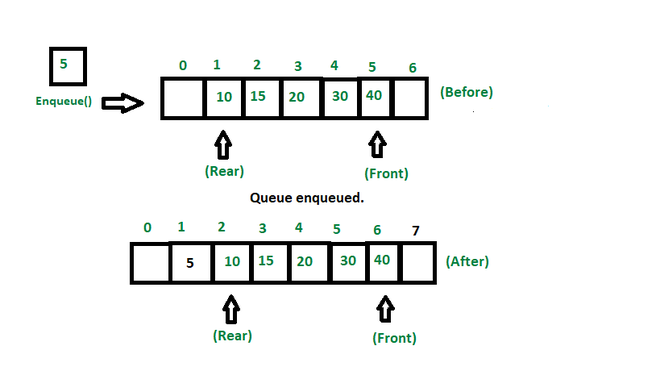 5
Enqueue()
0 1 2 3 4 5 6
10 15 20 30 40
(Before)
(Rear) (Front)
Queue enqueued.
0 1 2 3 4 5 6 7
5 10 15 20 30 40
(After)
(Rear) (Front)